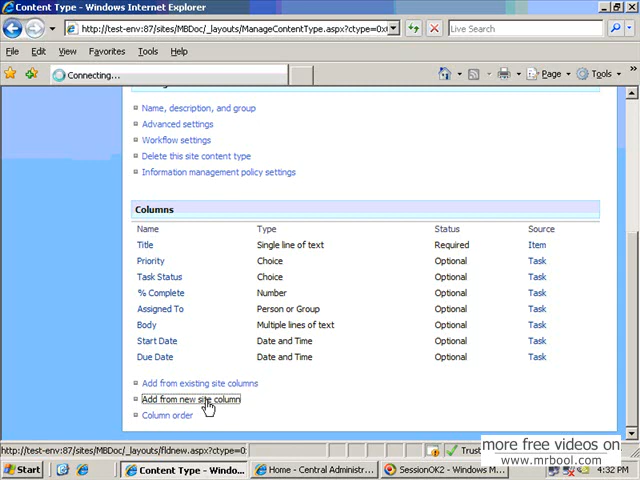 Content Type - Windows Internet Explorer
http://test-env:87/sites/MBDoc/_layouts/ManageContentType.aspx?ctype=0x
Live Search
File Edit View Favorites Tools Help
Connecting...
Page Tools
Name, description, and group
Advanced settings
Workflow settings
Delete this site content type
Information management policy settings
Columns
Name Type Status Source
Title Single line of text Required Item
Priority Choice Optional Task
Task Status Choice Optional Task
% Complete Number Optional Task
Assigned To Person or Group Optional Task
Body Multiple lines of text Optional Task
Start Date Date and Time Optional Task
Due Date Date and Time Optional Task
Add from existing site columns
Add from new site column
Column order
http://test-env:87/sites/MBDoc/_layouts/fldnew.aspx?ctype=0
more free videos on
www.mrbool.com
Start Content Type - Windo... Home - Central Administr... SessionOK2 - Windows M... 4:32 PM